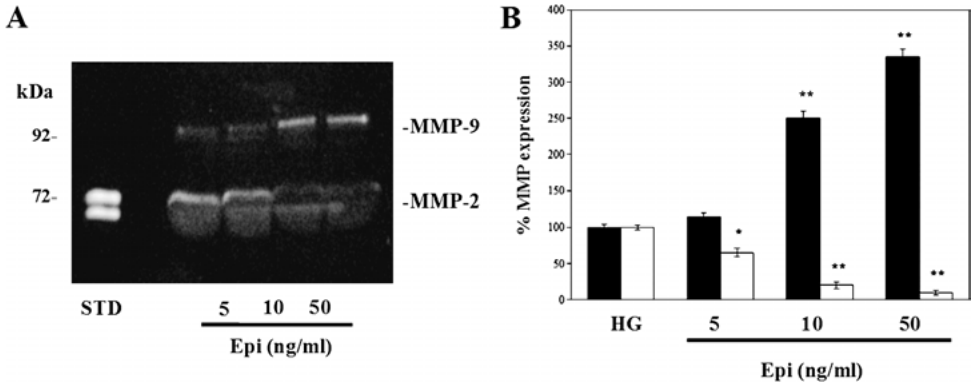 A
kDa
92-
72-
-MMP-9
-MMP-2
STD
5 10 50
Epi (ng/ml)
B
% MMP expression
400
350
300
250
200
150
100
50
0
**
**
*
**
**
HG 5 10 50
Epi (ng/ml)